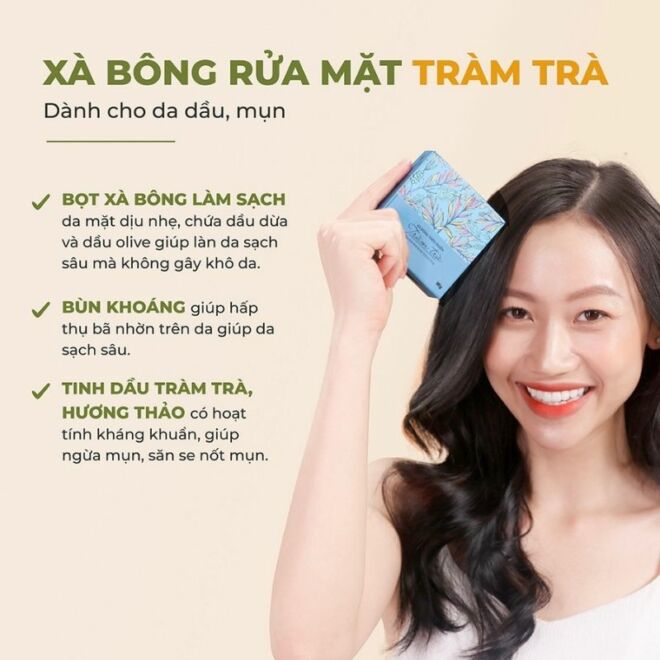 XÀ BÔNG RỬA MẶT TRÀM TRÀ
Dành cho da dầu, mụn
BỌT XÀ BÔNG LÀM SẠCH
da mặt dịu nhẹ, chứa dầu dừa
và dầu olive giúp làn da sạch
sâu mà không gây khô da.
BÙN KHOÁNG giúp hấp
thụ bã nhờn trên da giúp da
sạch sâu.
TINH DẦU TRÀM TRÀ,
HƯƠNG THẢO có hoạt
tính kháng khuẩn, giúp
ngừa mụn, săn se nốt mụn.
Tràm Trà